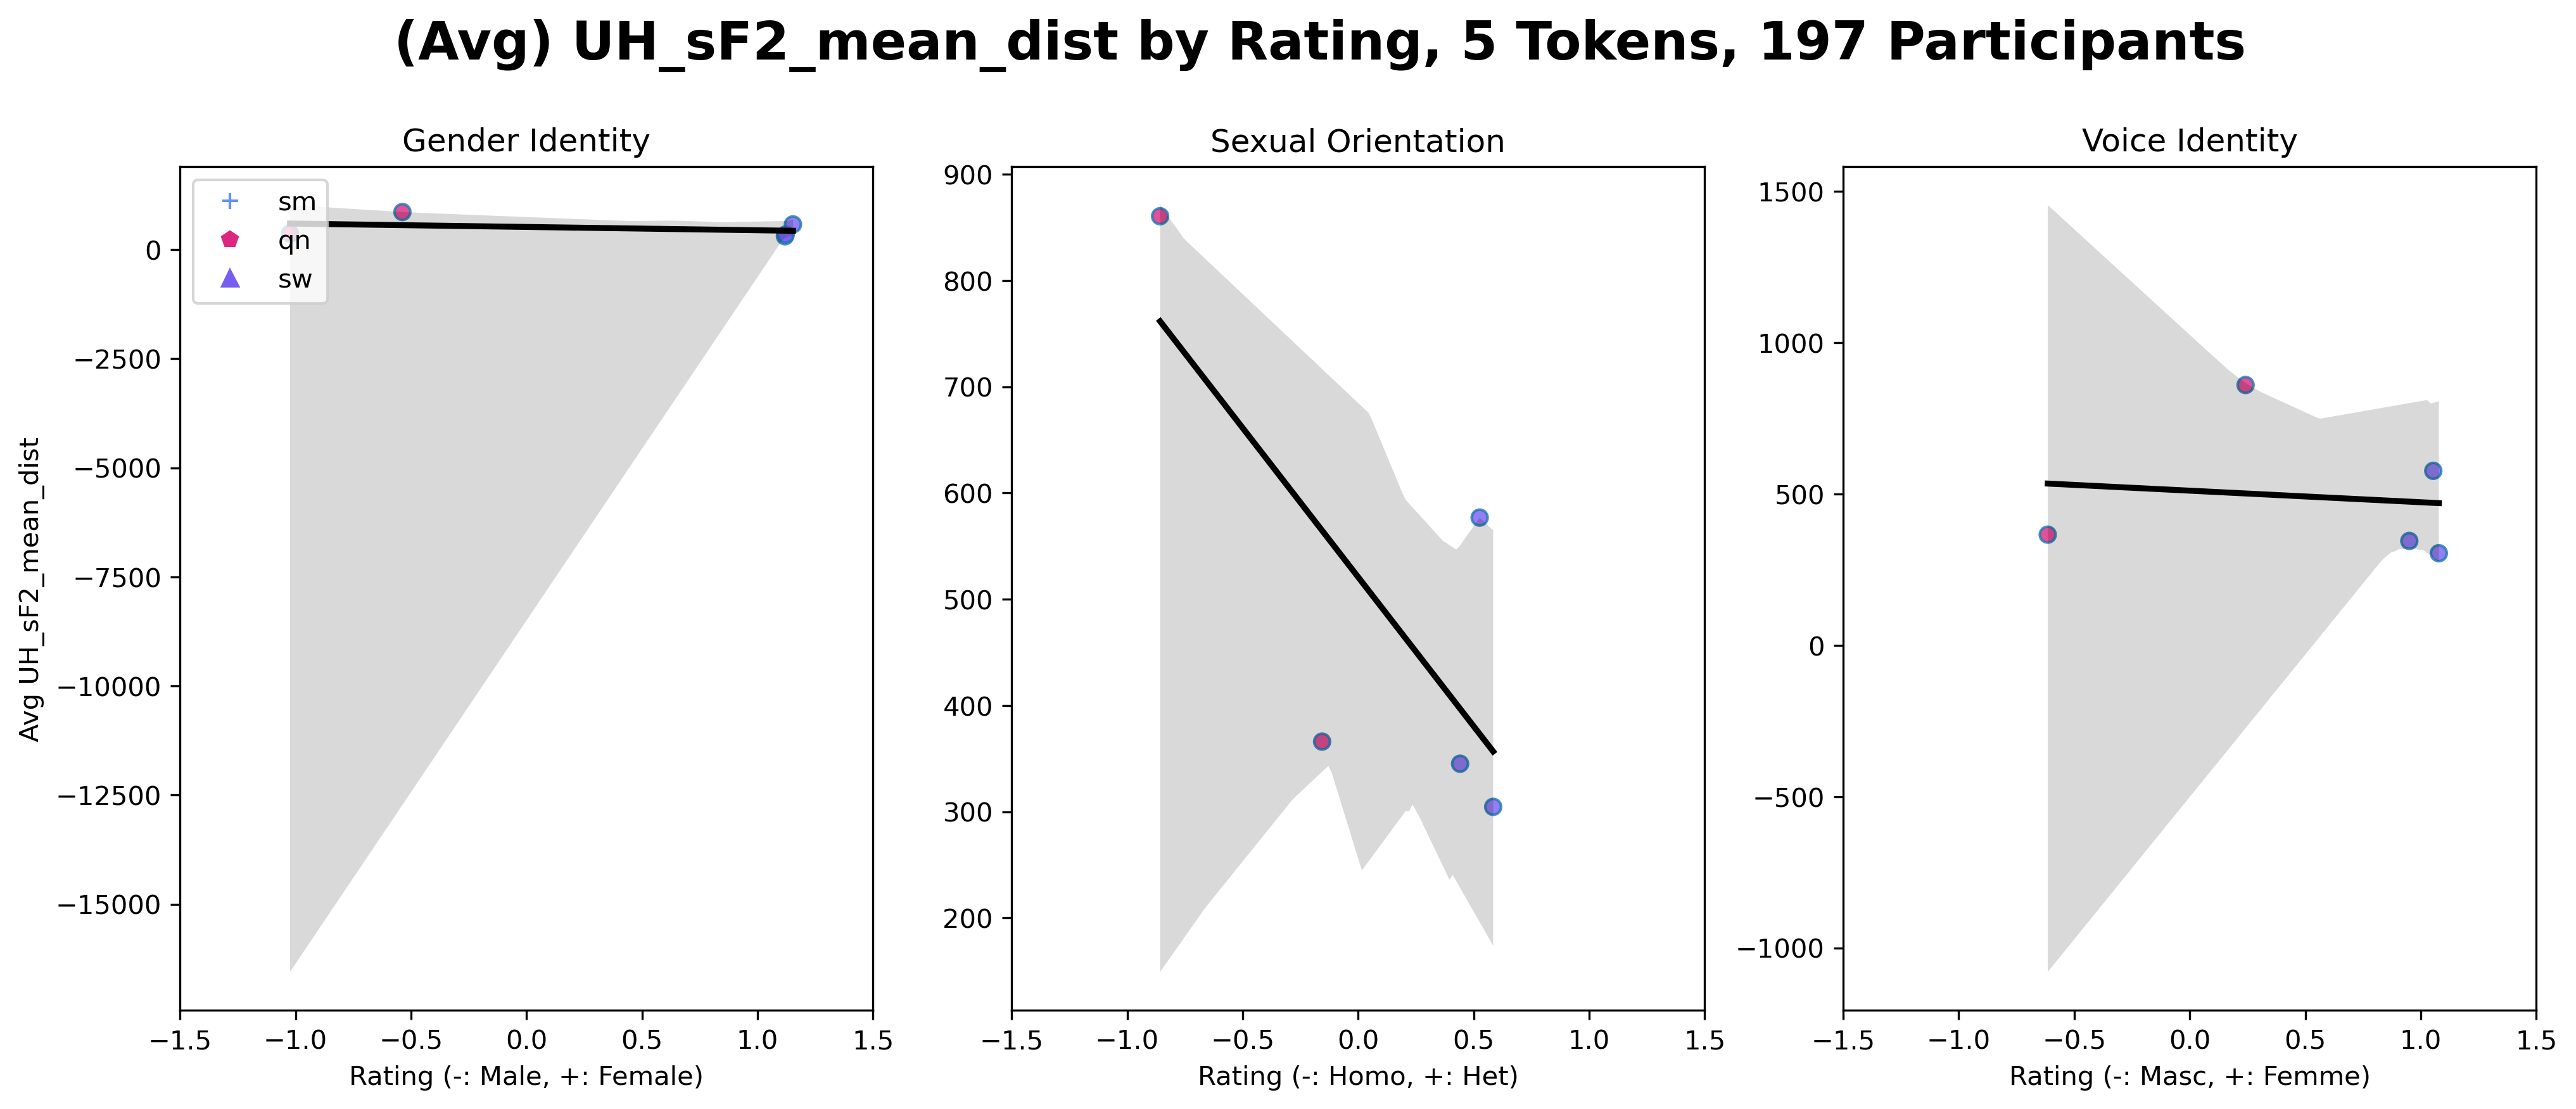 (Avg) UH_sF2_mean_dist by Rating, 5 Tokens, 197 Participants
Gender Identity
sm
qn
sw
0
−2500
−5000
−7500
−10000
−12500
−15000
Avg UH_sF2_mean_dist
−1.5 −1.0 −0.5 0.0 0.5 1.0 1.5
Rating (-: Male, +: Female)
Sexual Orientation
900
800
700
600
500
400
300
200
−1.5 −1.0 −0.5 0.0 0.5 1.0 1.5
Rating (-: Homo, +: Het)
Voice Identity
1500
1000
500
0
−500
−1000
−1.5 −1.0 −0.5 0.0 0.5 1.0 1.5
Rating (-: Masc, +: Femme)